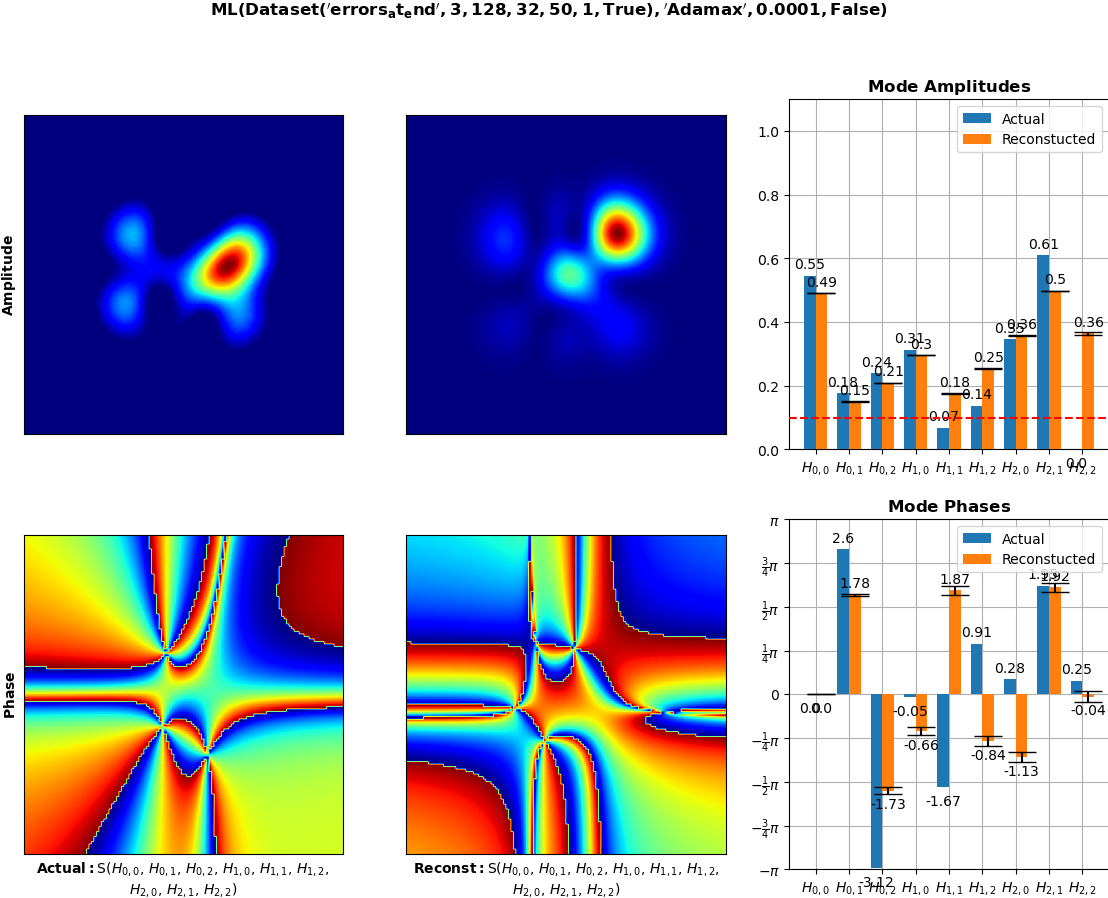 ML(Dataset('errors_at_end', 3, 128, 32, 50, 1, True), 'Adamax', 0.0001, False)
Amplitude
Mode Amplitudes
Actual
Reconstucted
1.0
0.8
0.6
0.4
0.2
0.0
0.55
0.49
0.18
0.15
0.24
0.21
0.31
0.3
0.07
0.18
0.14
0.25
0.35
0.36
0.61
0.5
0.0
0.36
H0,0 H0,1 H0,2 H1,0 H1,1 H1,2 H2,0 H2,1 H2,2
Phase
Actual: S(H0,0, H0,1, H0,2, H1,0, H1,1, H1,2,
H2,0, H2,1, H2,2)
Reconst: S(H0,0, H0,1, H0,2, H1,0, H1,1, H1,2,
H2,0, H2,1, H2,2)
Mode Phases
Actual
Reconstucted
π
3/4π
1/2π
1/4π
0
−1/4π
−1/2π
−3/4π
−π
0.0
0.0
2.6
1.78
-3.12
-1.73
-0.05
-0.66
-1.67
1.87
0.91
-0.84
0.28
-1.13
1.92
0.25
-0.04
H0,0 H0,1 H0,2 H1,0 H1,1 H1,2 H2,0 H2,1 H2,2